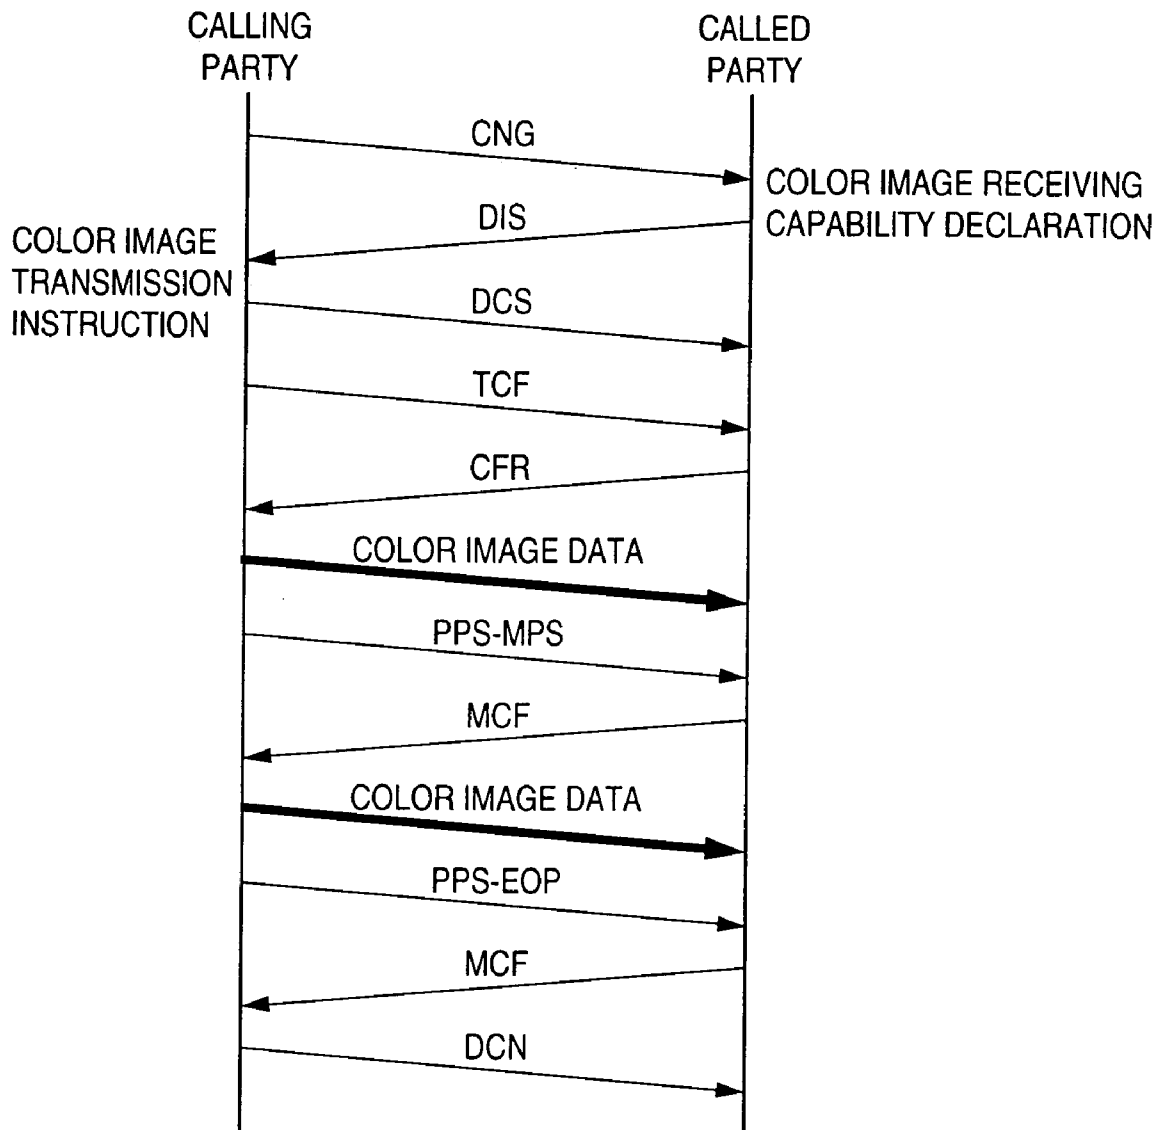 CALLING
PARTY
CALLED
PARTY
CNG
COLOR IMAGE RECEIVING
CAPABILITY DECLARATION
DIS
COLOR IMAGE
TRANSMISSION
INSTRUCTION
DCS
TCF
CFR
COLOR IMAGE DATA
PPS-MPS
MCF
COLOR IMAGE DATA
PPS-EOP
MCF
DCN